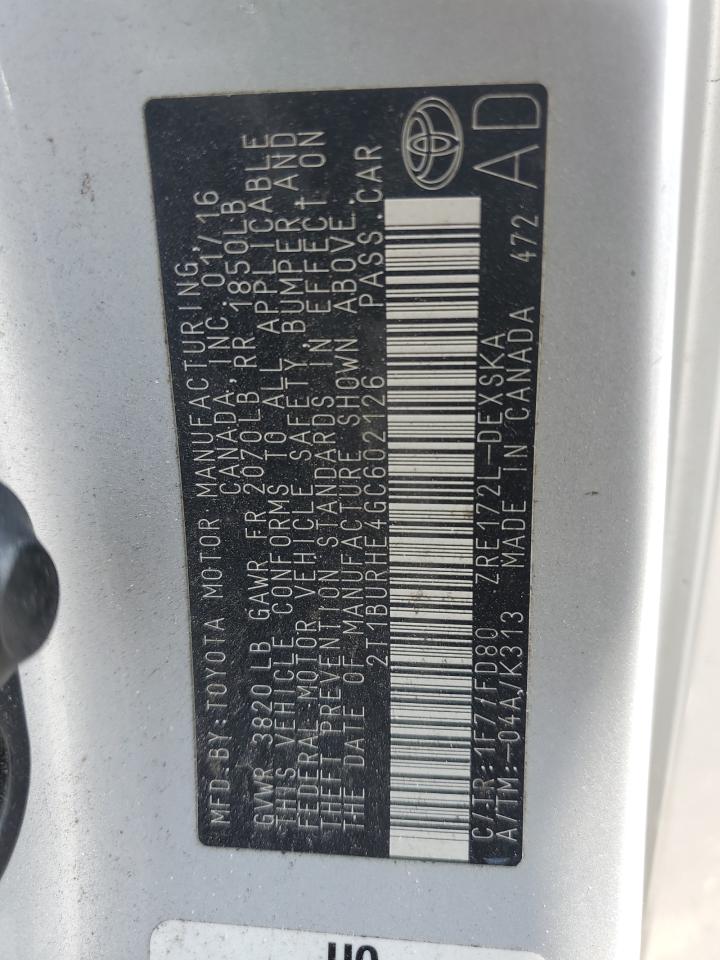 MFD. BY: TOYOTA MOTOR MANUFACTURING,
CANADA, INC. 01/16
GVWR 3820LB GAWR FR 2070LB, RR 1850LB
THIS VEHICLE CONFORMS TO ALL APPLICABLE
FEDERAL MOTOR VEHICLE SAFETY, BUMPER, AND
THEFT PREVENTION STANDARDS IN EFFECT ON
THE DATE OF MANUFACTURE SHOWN ABOVE.
2T1BURHE4GC602126 PASS. CAR
C/TR: 1F7/FD80 ZRE172L-DEXSKA
A/TM: -04A/K313 MADE IN CANADA 472
AD